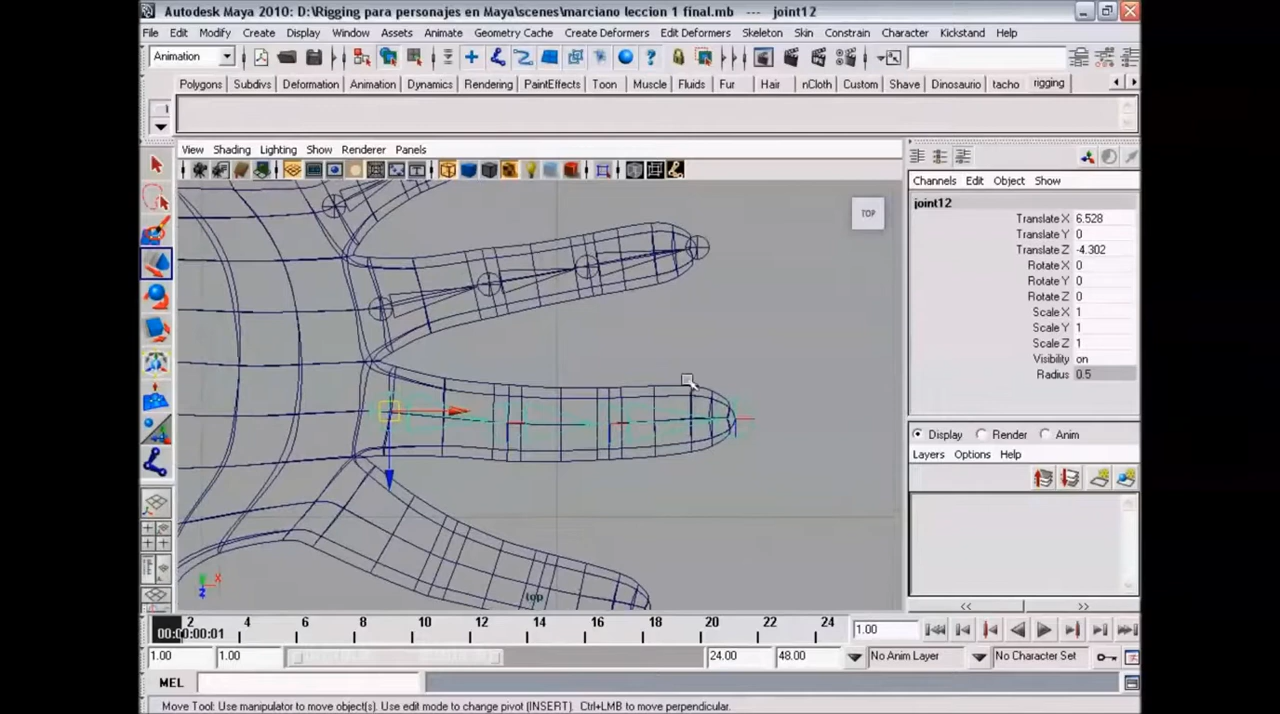 Autodesk Maya 2010: D:\Rigging para personajes en Maya\scenes\marciano leccion 1 final.mb --- joint12
File Edit Modify Create Display Window Assets Animate Geometry Cache Create Deformers Edit Deformers Skeleton Skin Constrain Character Kickstand Help
Animation
Polygons Subdivs Deformation Animation Dynamics Rendering PaintEffects Toon Muscle Fluids Fur Hair nCloth Custom Shave Dinosaurio tacho rigging
View Shading Lighting Show Renderer Panels
Channels Edit Object Show
joint12
Translate X 6.528
Translate Y 0
Translate Z -4.302
Rotate X 0
Rotate Y 0
Rotate Z 0
Scale X 1
Scale Y 1
Scale Z 1
Visibility on
Radius 0.5
TOP
Display Render Anim
Layers Options Help
x
z
top
<< >>
2 4 6 8 10 12 14 16 18 20 22 24
00:00:00:01
1.00
1.00 1.00 24.00 48.00 No Anim Layer No Character Set
MEL
Move Tool: Use manipulator to move object(s). Use edit mode to change pivot (INSERT). Ctrl+LMB to move perpendicular.